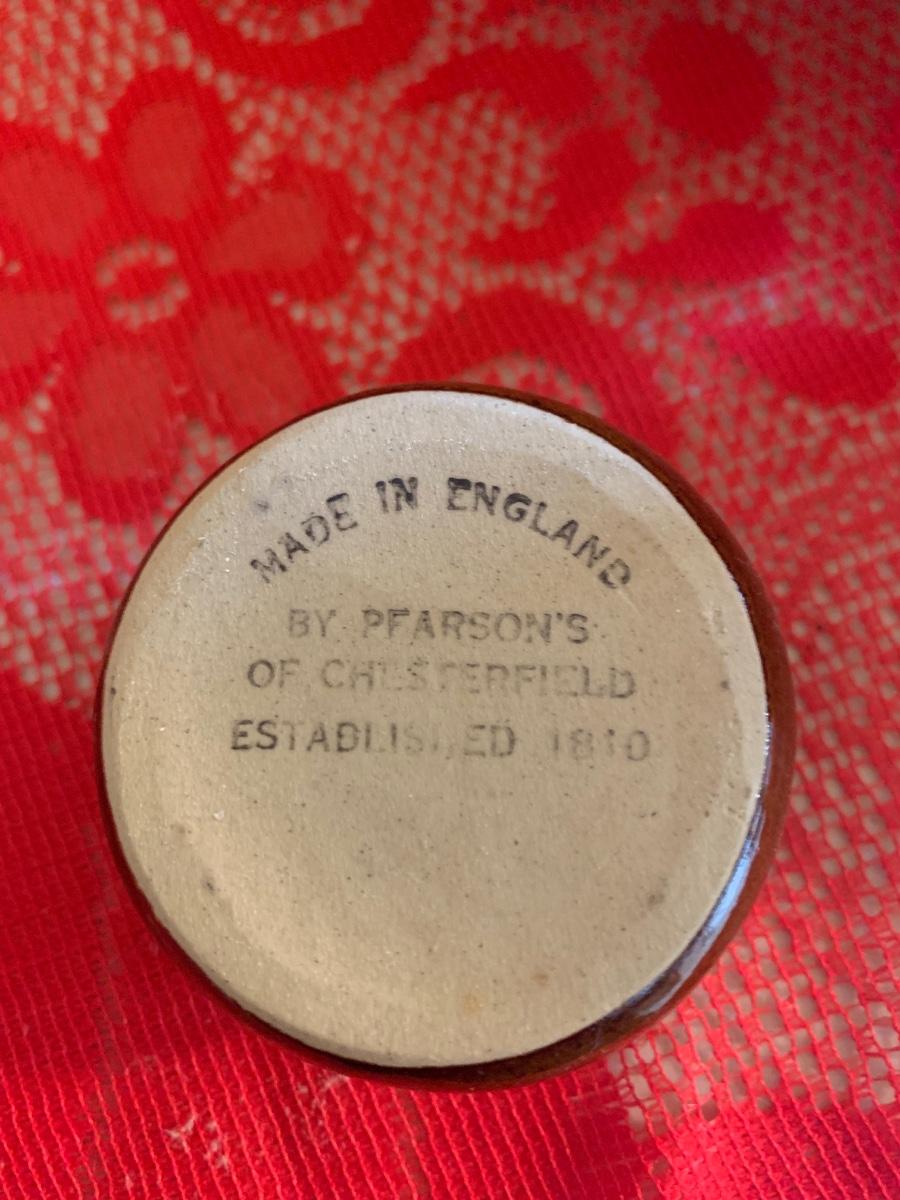 MADE IN ENGLAND
BY PEARSON'S
OF CHESTERFIELD
ESTABLISHED 1810